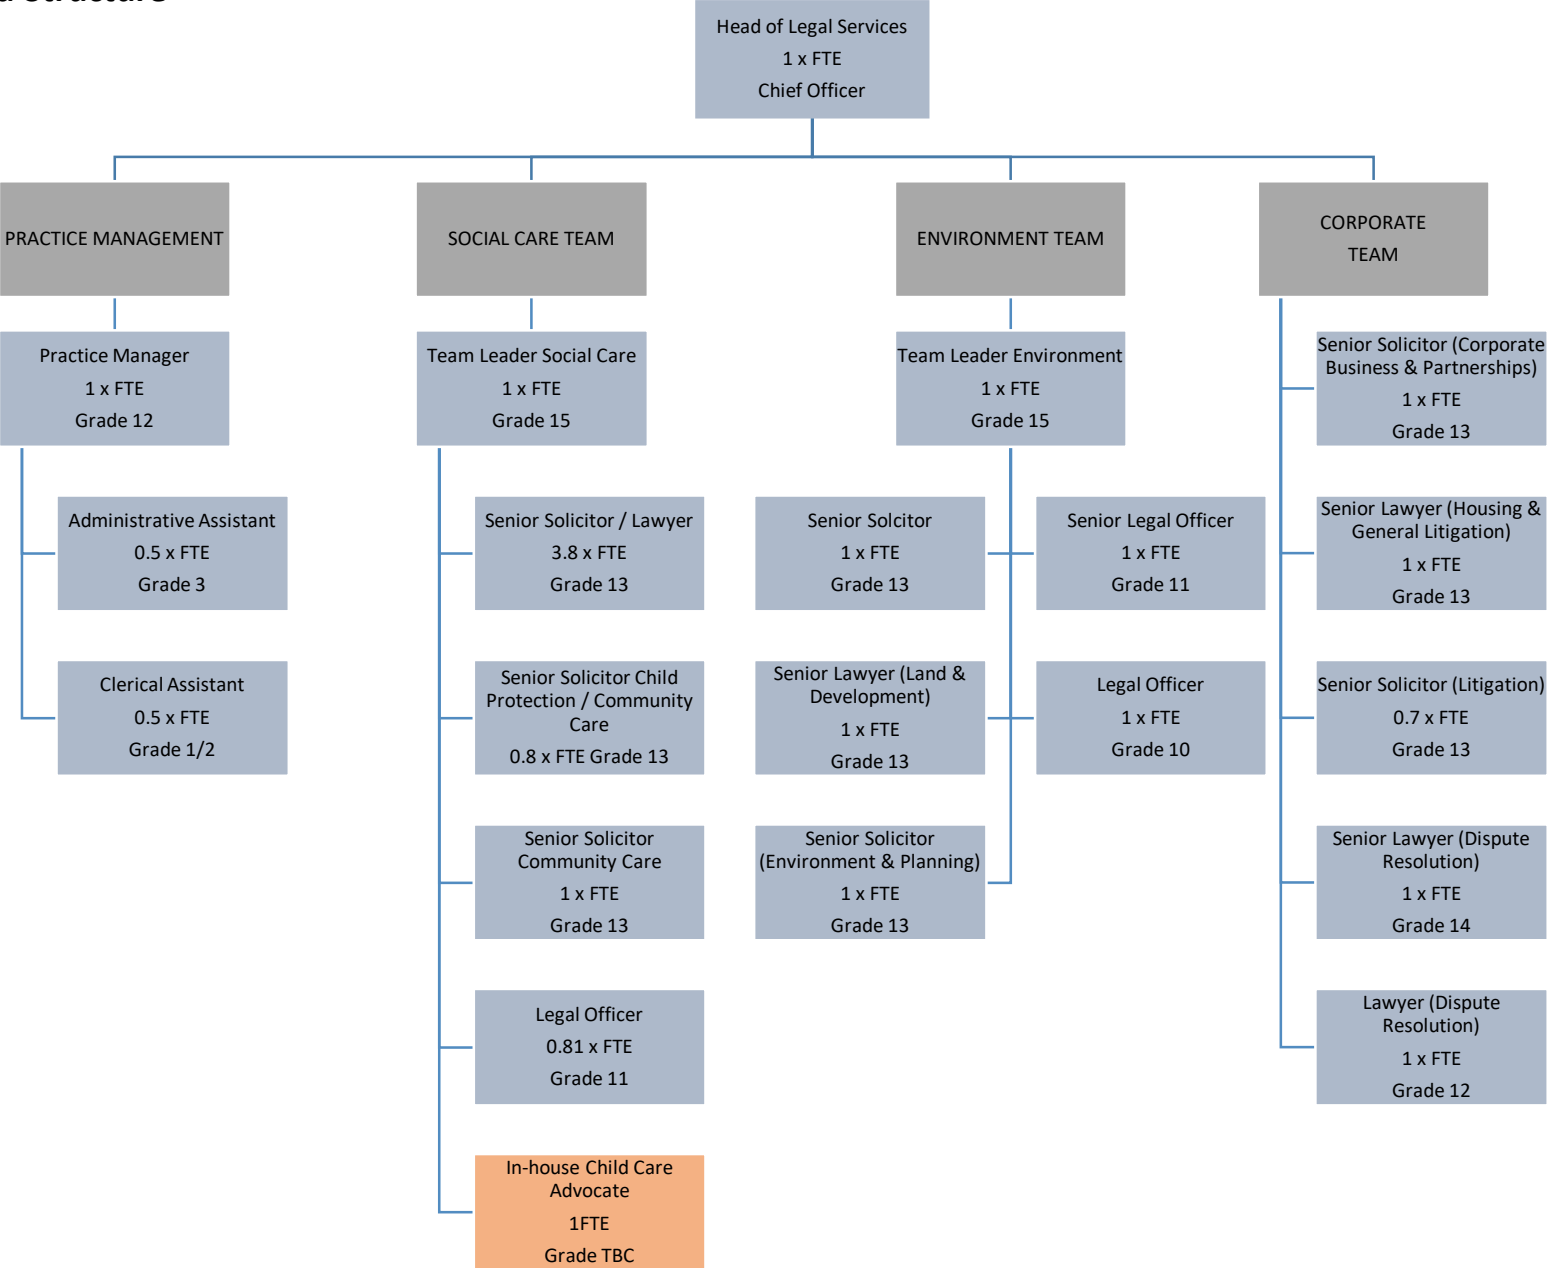 Head of Legal Services
1 x FTE
Chief Officer
PRACTICE MANAGEMENT
SOCIAL CARE TEAM
ENVIRONMENT TEAM
CORPORATE
TEAM
Practice Manager
1 x FTE
Grade 12
Team Leader Social Care
1 x FTE
Grade 15
Team Leader Environment
1 x FTE
Grade 15
Senior Solicitor (Corporate
Business & Partnerships)
1 x FTE
Grade 13
Administrative Assistant
0.5 x FTE
Grade 3
Senior Solicitor / Lawyer
3.8 x FTE
Grade 13
Senior Solcitor
1 x FTE
Grade 13
Senior Legal Officer
1 x FTE
Grade 11
Senior Lawyer (Housing &
General Litigation)
1 x FTE
Grade 13
Clerical Assistant
0.5 x FTE
Grade 1/2
Senior Solicitor Child
Protection / Community
Care
0.8 x FTE Grade 13
Senior Lawyer (Land &
Development)
1 x FTE
Grade 13
Legal Officer
1 x FTE
Grade 10
Senior Solicitor (Litigation)
0.7 x FTE
Grade 13
Senior Solicitor
Community Care
1 x FTE
Grade 13
Senior Solicitor
(Environment & Planning)
1 x FTE
Grade 13
Senior Lawyer (Dispute
Resolution)
1 x FTE
Grade 14
Legal Officer
0.81 x FTE
Grade 11
Lawyer (Dispute
Resolution)
1 x FTE
Grade 12
In-house Child Care
Advocate
1FTE
Grade TBC